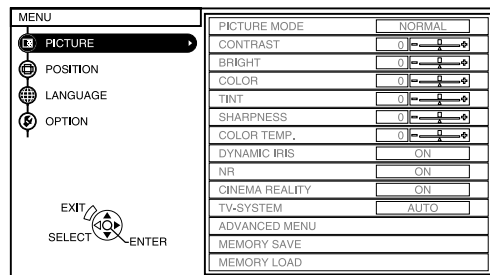 MENU
PICTURE
POSITION
LANGUAGE
OPTION
EXIT
SELECT
ENTER
PICTURE MODE NORMAL
CONTRAST 0
BRIGHT 0
COLOR 0
TINT 0
SHARPNESS 0
COLOR TEMP. 0
DYNAMIC IRIS ON
NR ON
CINEMA REALITY ON
TV-SYSTEM AUTO
ADVANCED MENU
MEMORY SAVE
MEMORY LOAD